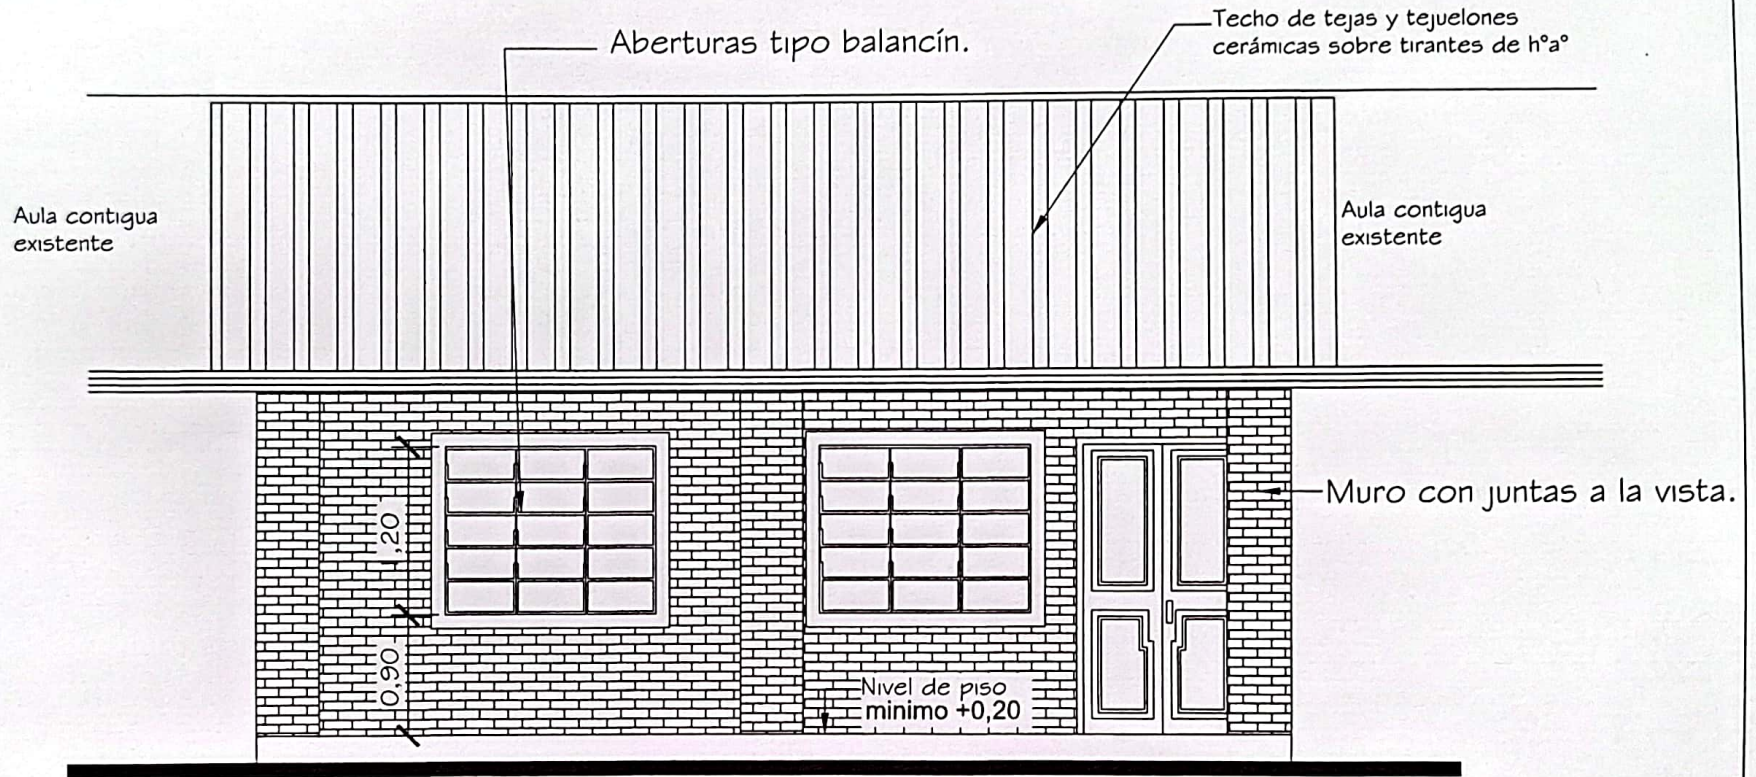 Aberturas tipo balancín.
Techo de tejas y tejuelones
cerámicas sobre tirantes de h°a°
Aula contigua
existente
Aula contigua
existente
Muro con juntas a la vista.
1,20
0,90
Nivel de piso
minimo +0,20